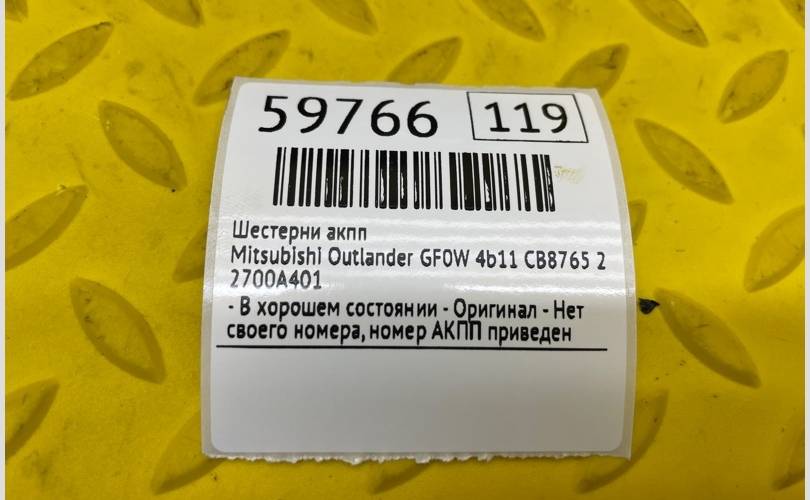 59766 119
Шестерни акпп
Mitsubishi Outlander GF0W 4b11 CB8765 2
2700A401
- В хорошем состоянии - Оригинал - Нет
своего номера, номер АКПП приведен